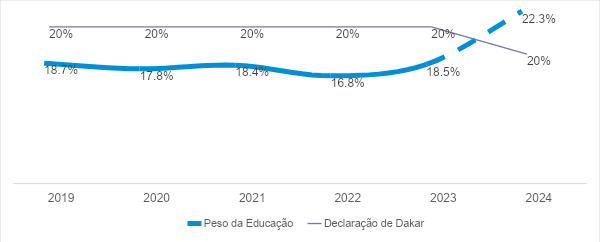 22.3%
20% 20% 20% 20% 20%
20%
18.7% 17.8% 18.4% 16.8% 18.5%
2019 2020 2021 2022 2023 2024
Peso da Educação Declaração de Dakar